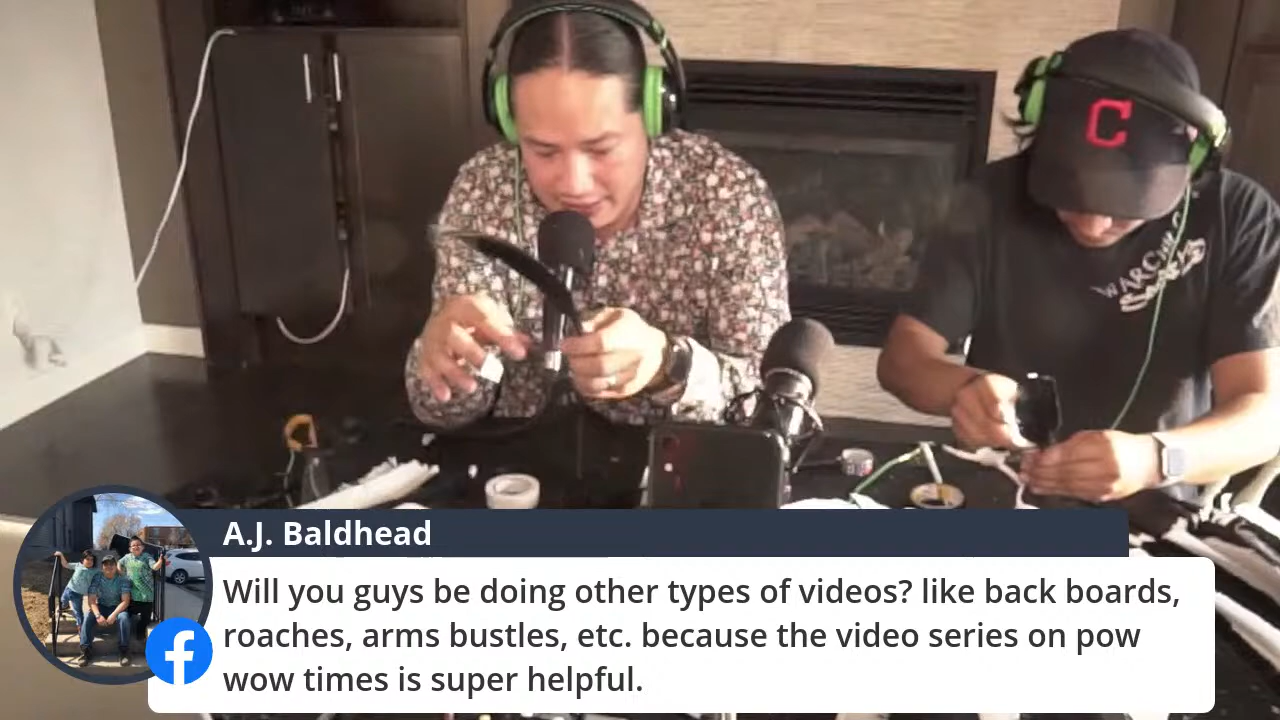 C
WARCHILD
A.J. Baldhead
Will you guys be doing other types of videos? like back boards,
roaches, arms bustles, etc. because the video series on pow
wow times is super helpful.